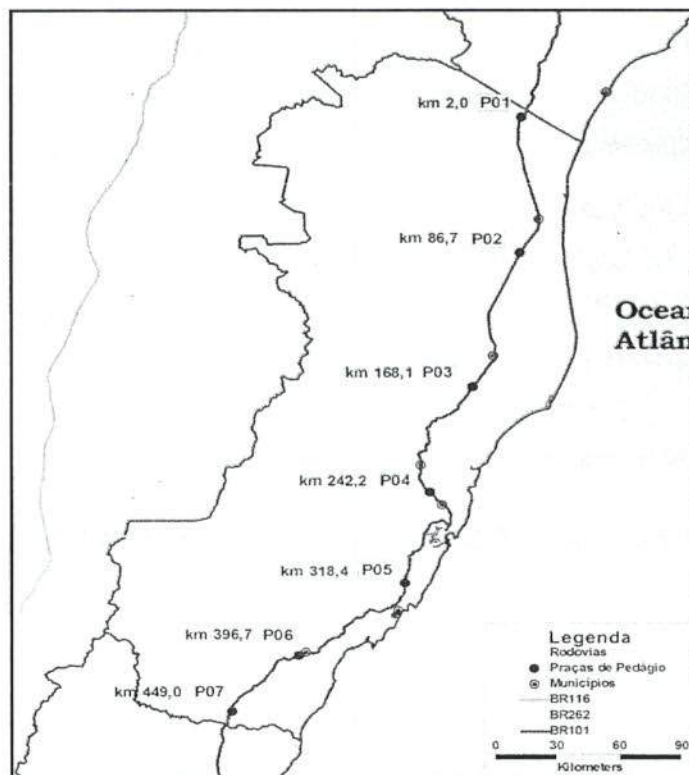 km 2,0 P01
km 86,7 P02
Ocean
Atlân
km 168,1 P03
km 242,2 P04
km 318,4 P05
km 396,7 P06
km 449,0 P07
Legenda
Rodovias
Praças de Pedágio
Municípios
BR116
BR262
BR101
0 30 60 90
Kilometers